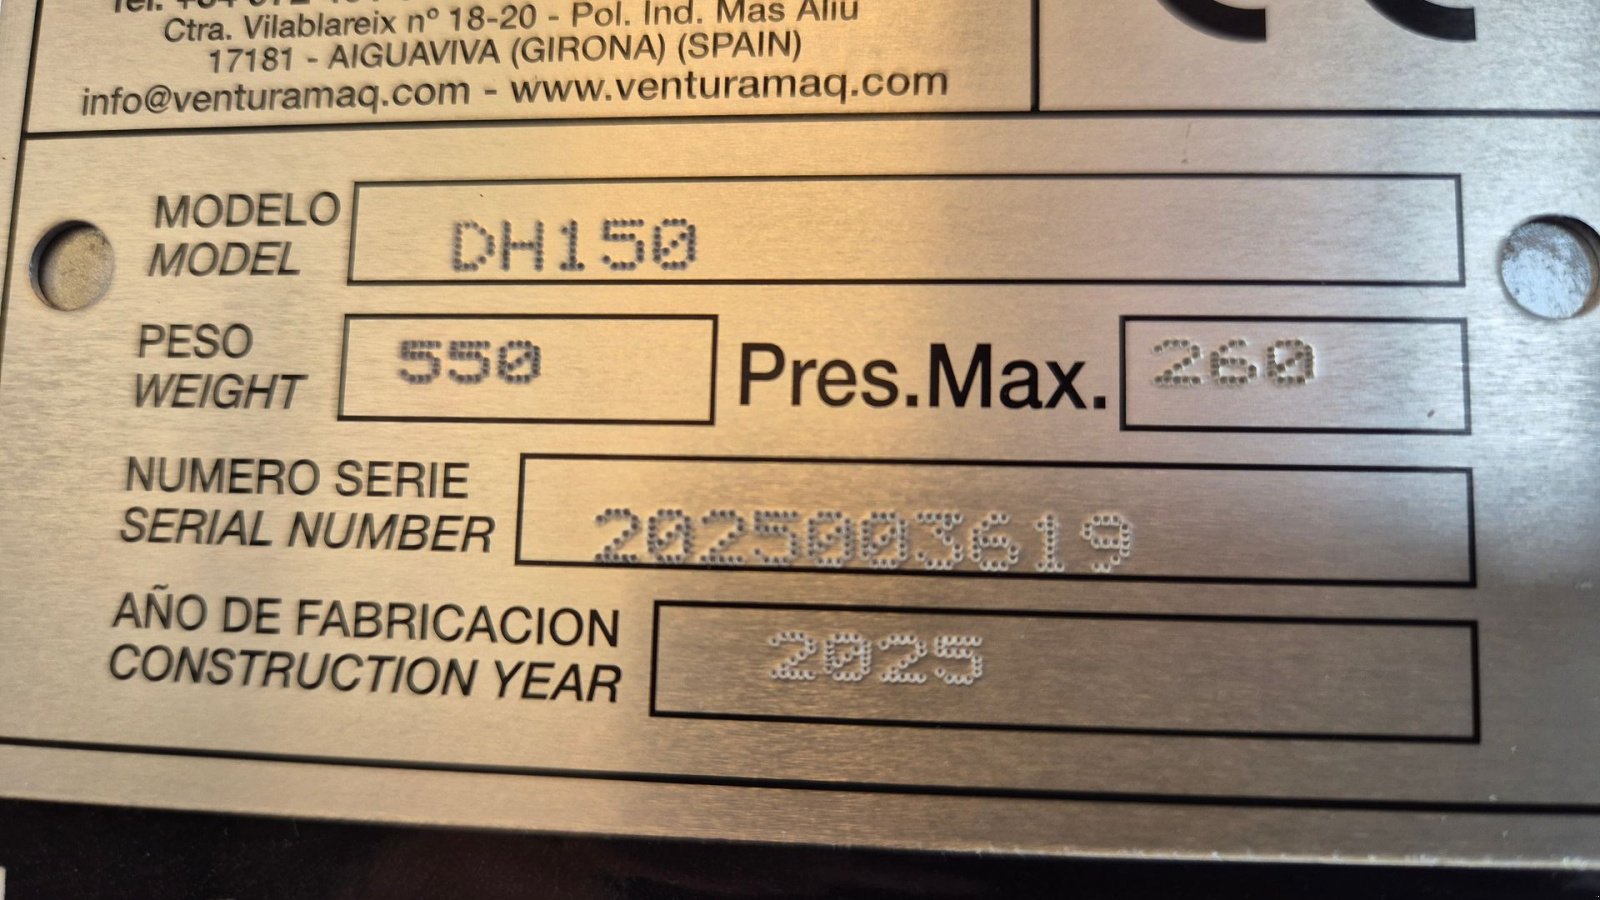 Ctra. Vilablareix nº 18-20 - Pol. Ind. Mas Aliu
17181 - AIGUAVIVA (GIRONA) (SPAIN)
info@venturamaq.com - www.venturamaq.com
MODELO
MODEL
DH150
PESO
WEIGHT
550
Pres.Max.
260
NUMERO SERIE
SERIAL NUMBER
2025003619
AÑO DE FABRICACION
CONSTRUCTION YEAR
2025